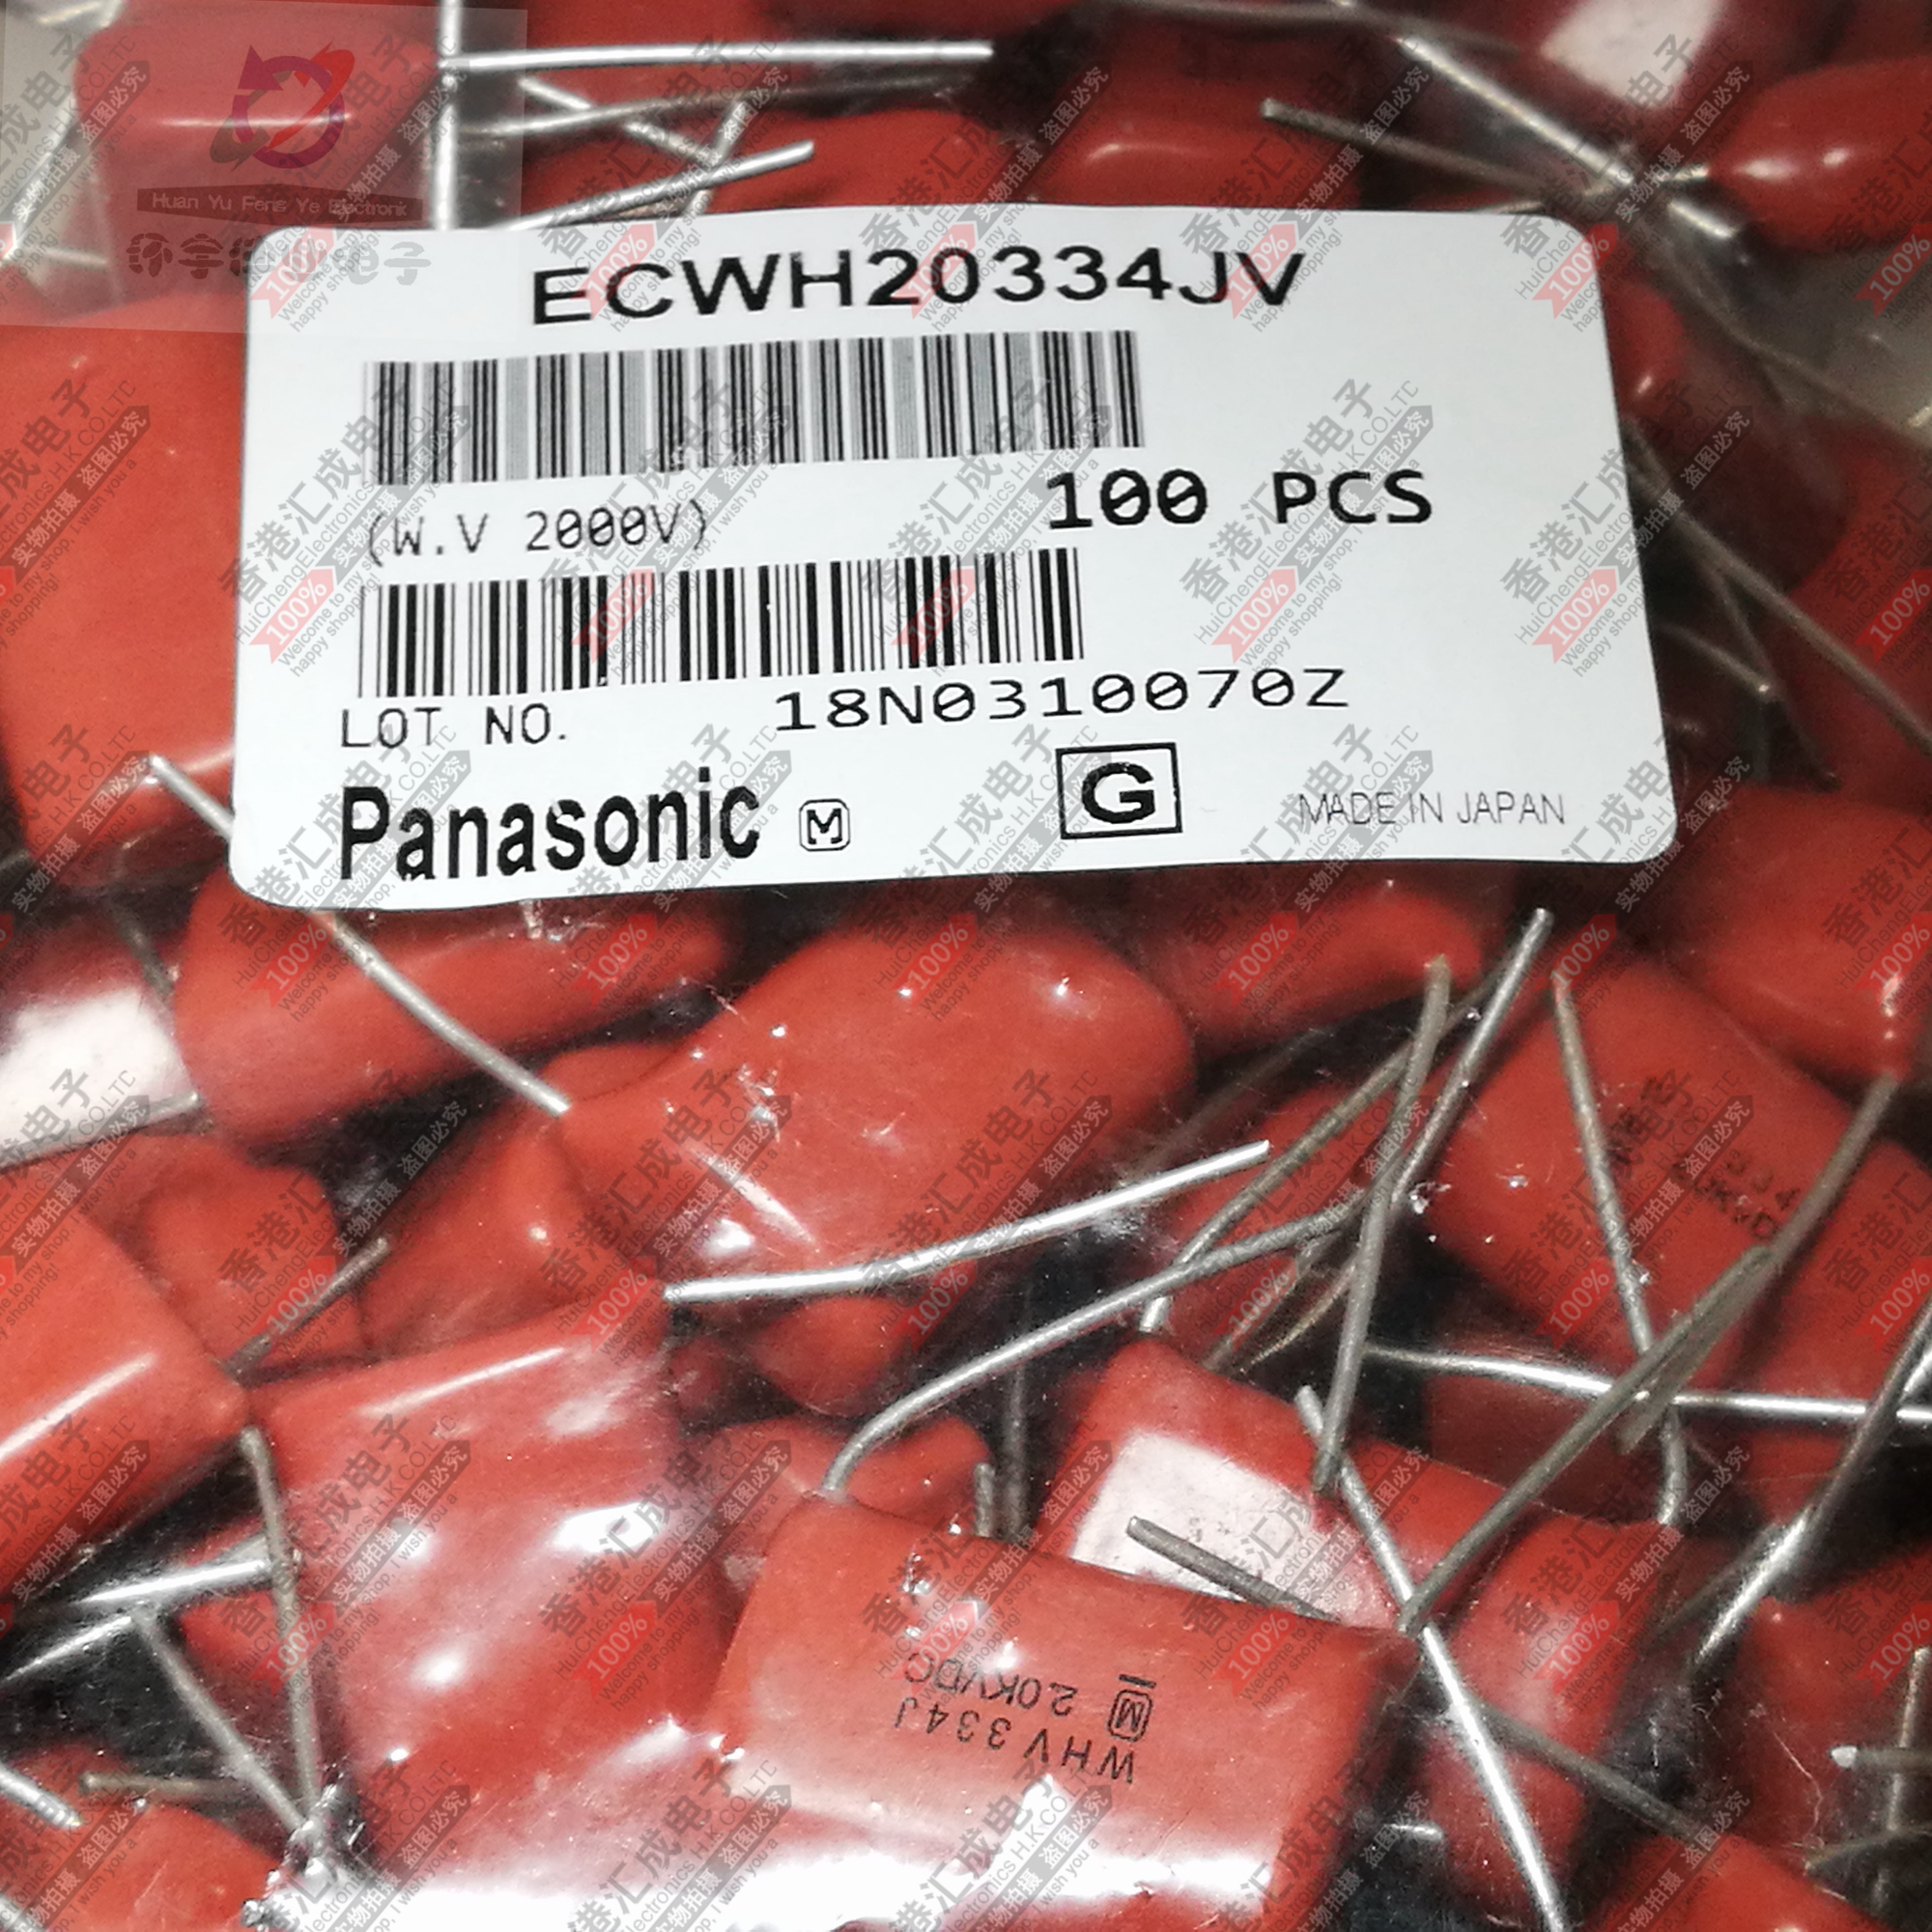 Huan Yu Feng Ye Electronic
ECWH20334JV
(W.V 2000V)
100 PCS
LOT NO. 18N0310070Z
Panasonic M G MADE IN JAPAN
WHV 334J
M 2.0KVDC
香港汇成电子
HuiChengElectronics H.K CO.LTC
100% 实物拍摄 盗图必究
Welcome to my shop, I wish you a
happy shopping!